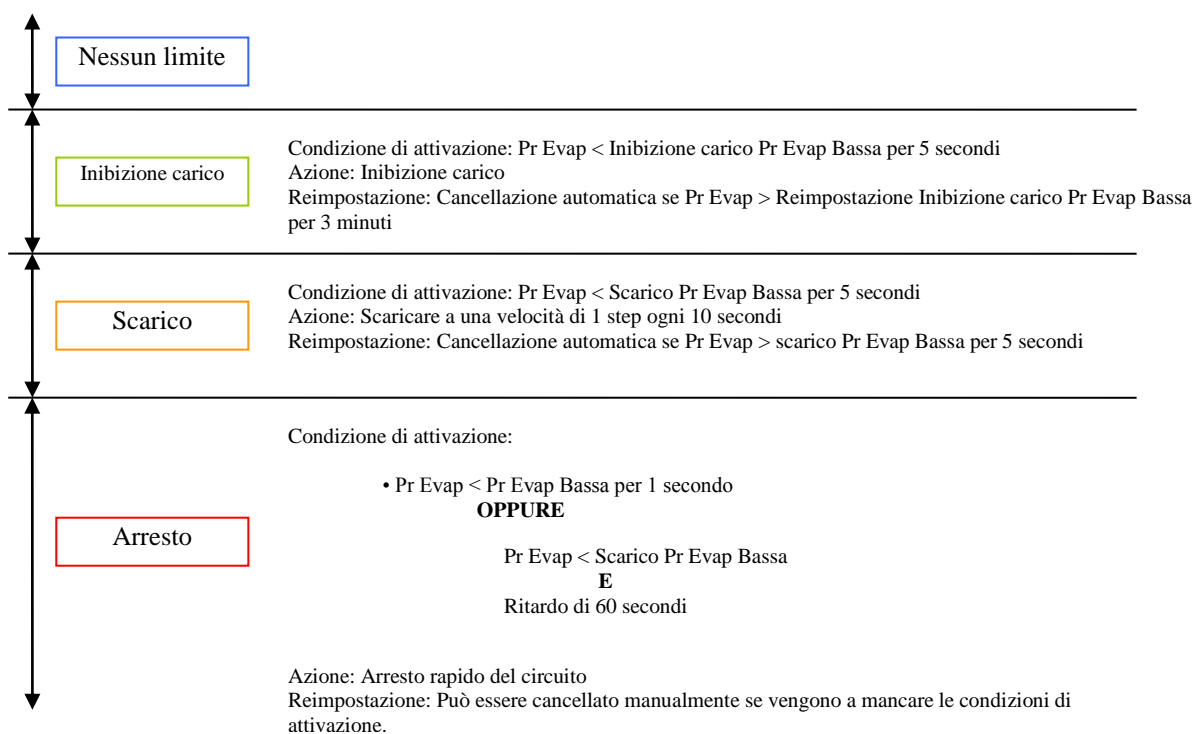 Nessun limite
Inibizione carico
Condizione di attivazione: Pr Evap < Inibizione carico Pr Evap Bassa per 5 secondi
Azione: Inibizione carico
Reimpostazione: Cancellazione automatica se Pr Evap > Reimpostazione Inibizione carico Pr Evap Bassa
per 3 minuti
Scarico
Condizione di attivazione: Pr Evap < Scarico Pr Evap Bassa per 5 secondi
Azione: Scaricare a una velocità di 1 step ogni 10 secondi
Reimpostazione: Cancellazione automatica se Pr Evap > scarico Pr Evap Bassa per 5 secondi
Arresto
Condizione di attivazione:
• Pr Evap < Pr Evap Bassa per 1 secondo
OPPURE
Pr Evap < Scarico Pr Evap Bassa
E
Ritardo di 60 secondi
Azione: Arresto rapido del circuito
Reimpostazione: Può essere cancellato manualmente se vengono a mancare le condizioni di
attivazione.